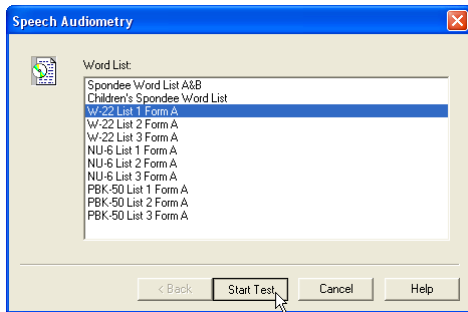 Speech Audiometry
Word List:
Spondee Word List A&B
Children's Spondee Word List
W-22 List 1 Form A
W-22 List 2 Form A
W-22 List 3 Form A
NU-6 List 1 Form A
NU-6 List 2 Form A
NU-6 List 3 Form A
PBK-50 List 1 Form A
PBK-50 List 2 Form A
PBK-50 List 3 Form A
< Back Start Test Cancel Help